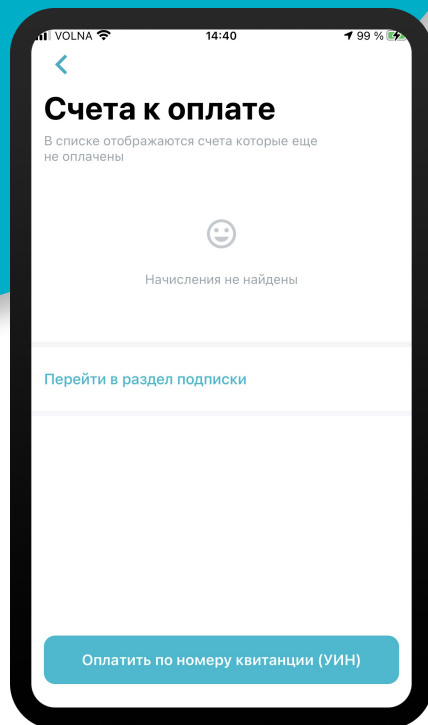 VOLNA 14:40 99 %
Счета к оплате
В списке отображаются счета которые еще
не оплачены
Начисления не найдены
Перейти в раздел подписки
Оплатить по номеру квитанции (УИН)